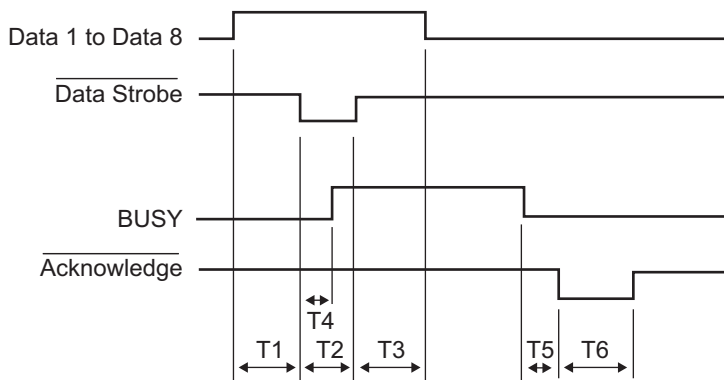 Data 1 to Data 8
Data Strobe
BUSY
Acknowledge
T4
T1 T2 T3 T5 T6